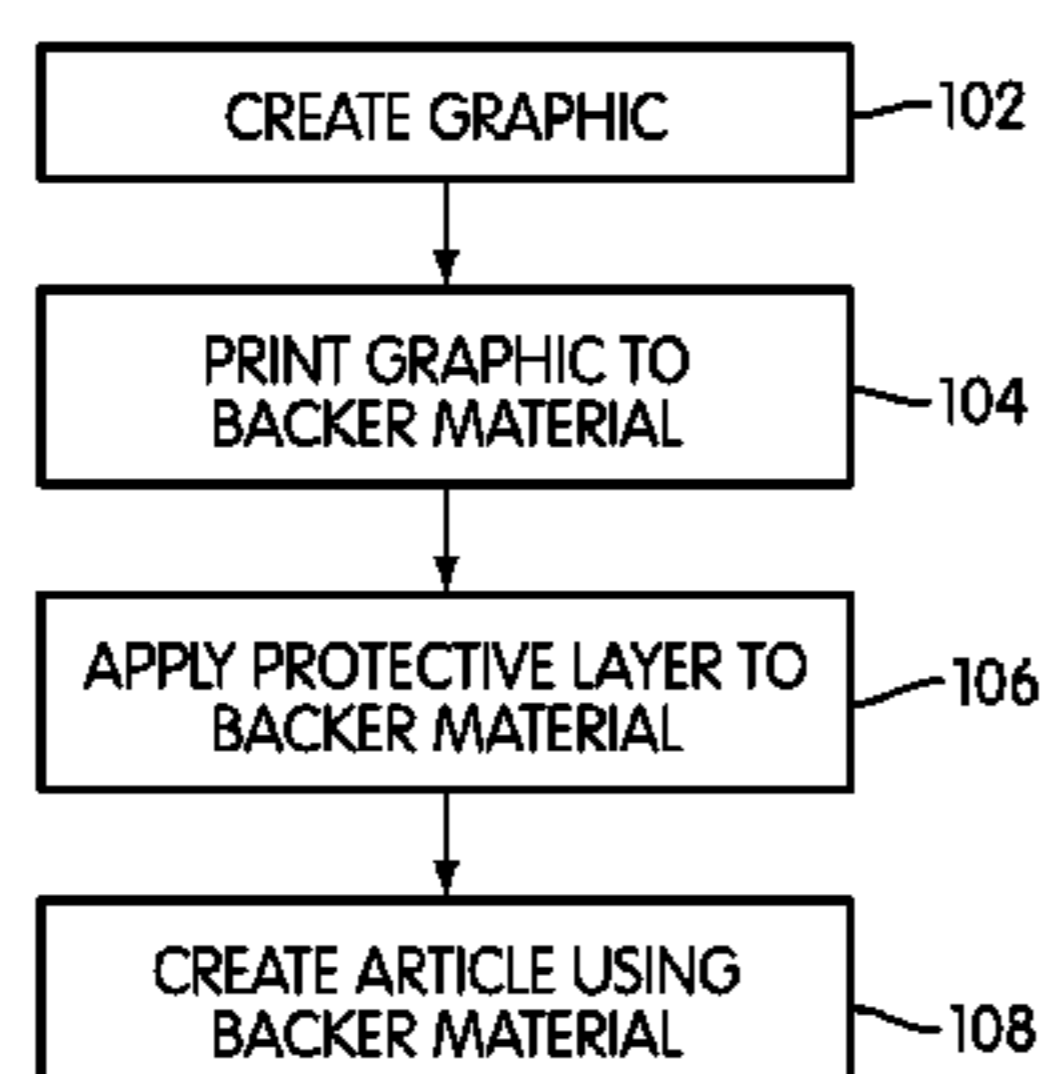 CREATE GRAPHIC
102
PRINT GRAPHIC TO
BACKER MATERIAL
104
APPLY PROTECTIVE LAYER TO
BACKER MATERIAL
106
CREATE ARTICLE USING
BACKER MATERIAL
108